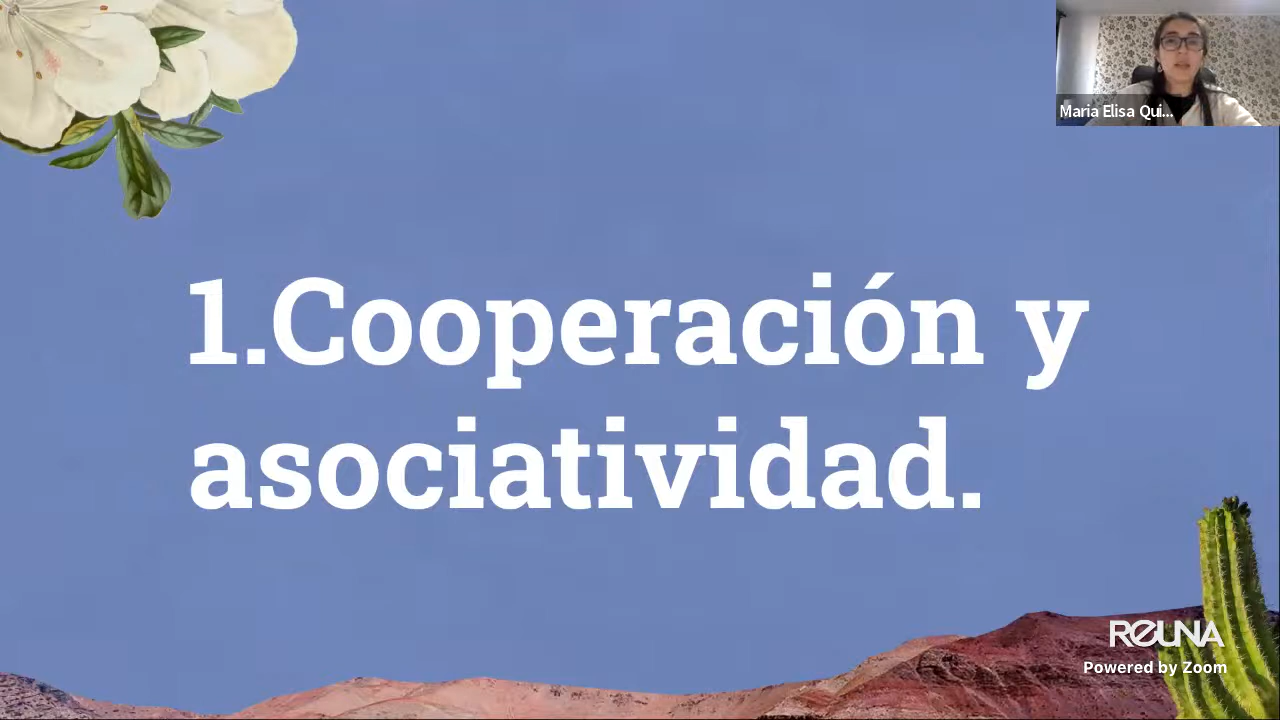 Maria Elisa Qui...
1.Cooperación y
asociatividad.
REUNA
Powered by Zoom